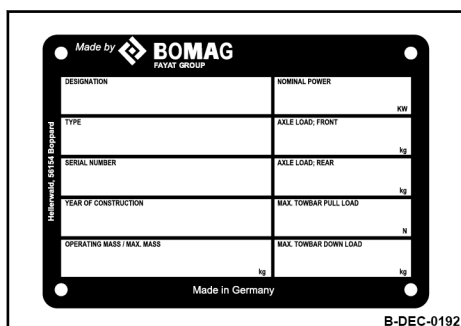 Made by BOMAG
FAYAT GROUP
Hellerwald, 56154 Boppard
DESIGNATION
NOMINAL POWER
KW
TYPE
AXLE LOAD; FRONT
kg
SERIAL NUMBER
AXLE LOAD; REAR
kg
YEAR OF CONSTRUCTION
MAX. TOWBAR PULL LOAD
N
OPERATING MASS / MAX. MASS
kg
MAX. TOWBAR DOWN LOAD
kg
Made in Germany
B-DEC-0192